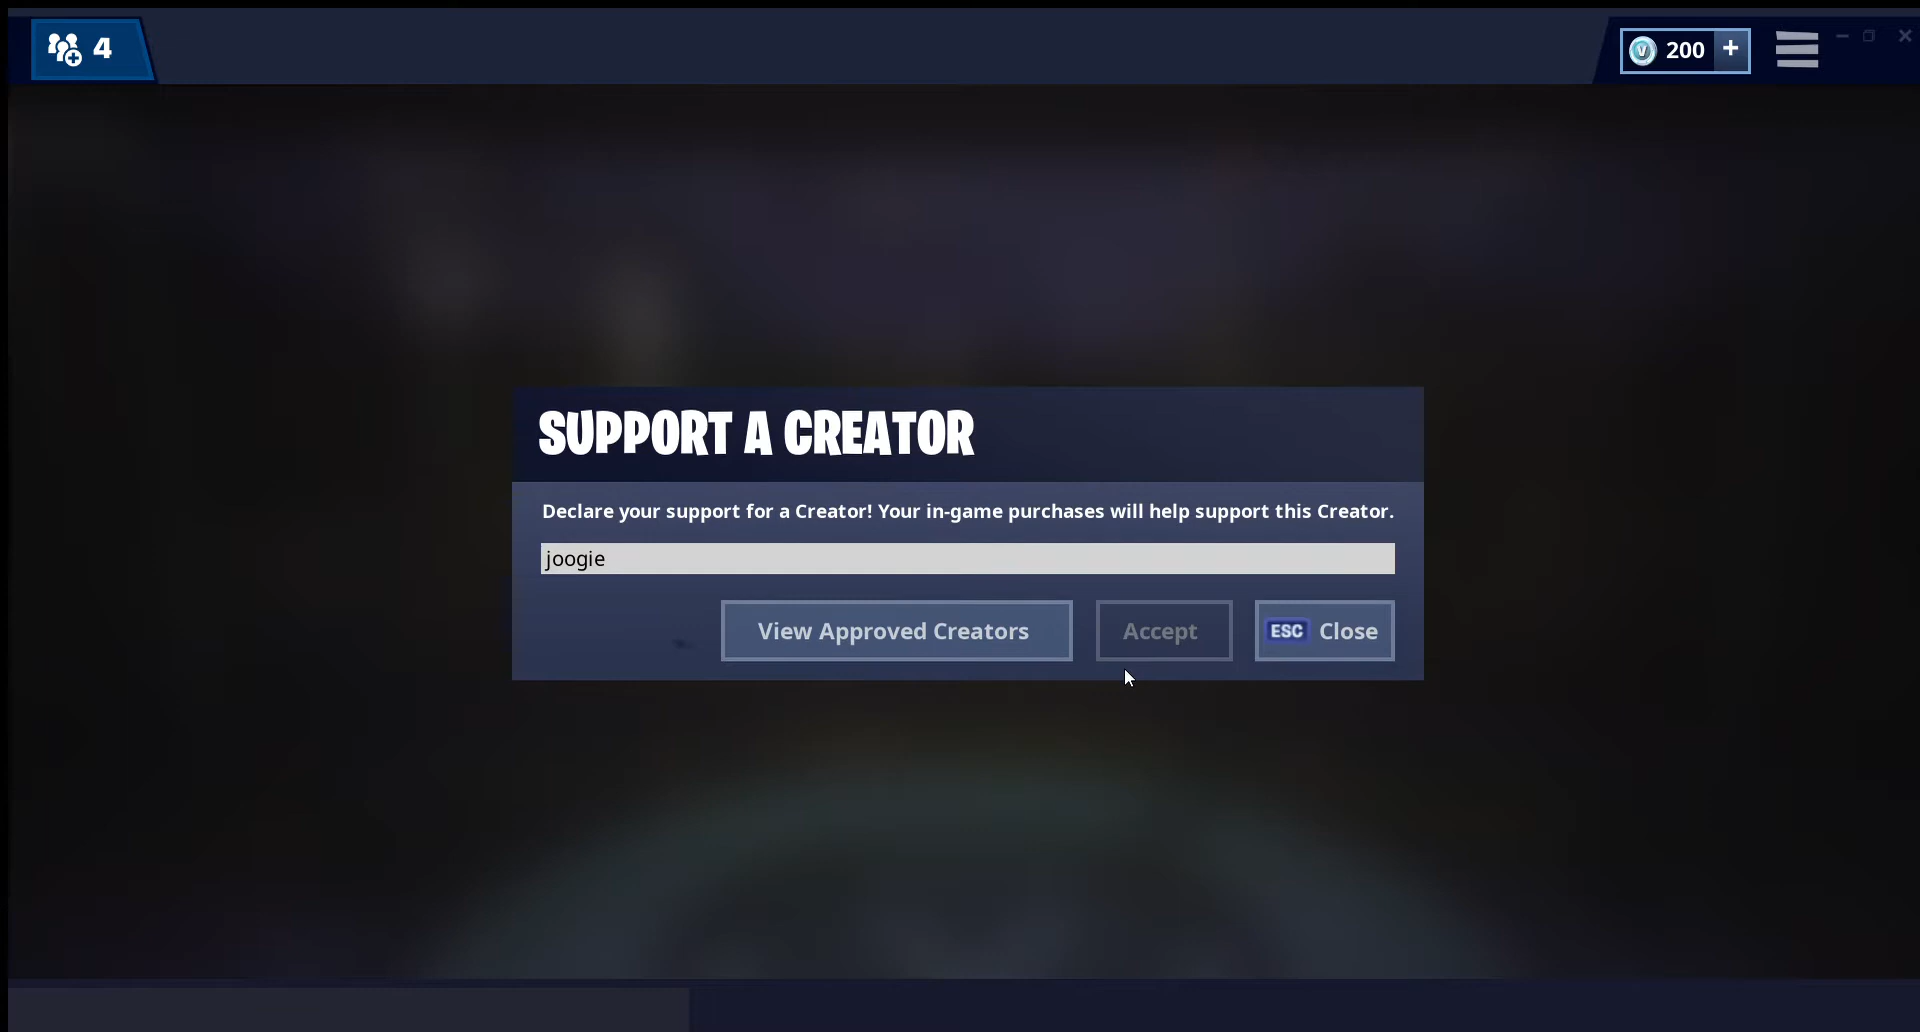 4
200 +
SUPPORT A CREATOR
Declare your support for a Creator! Your in-game purchases will help support this Creator.
joogie
View Approved Creators Accept ESC Close